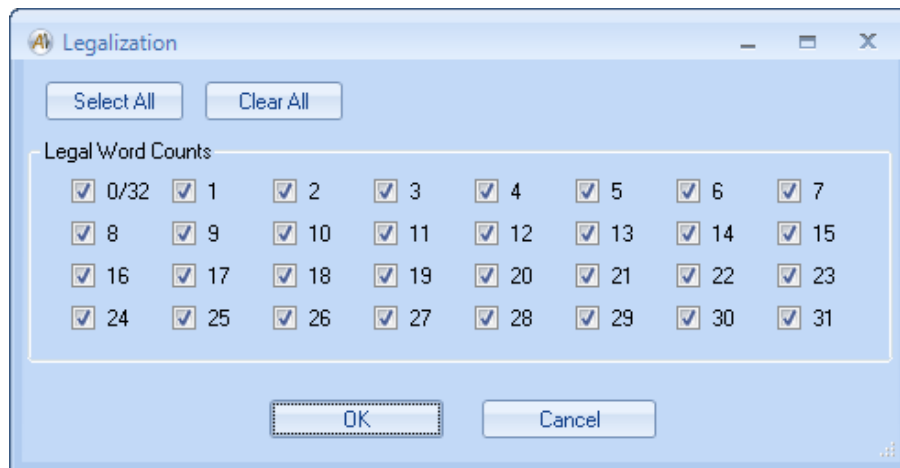 Legalization
Select All Clear All
Legal Word Counts
0/32 1 2 3 4 5 6 7
8 9 10 11 12 13 14 15
16 17 18 19 20 21 22 23
24 25 26 27 28 29 30 31
OK Cancel